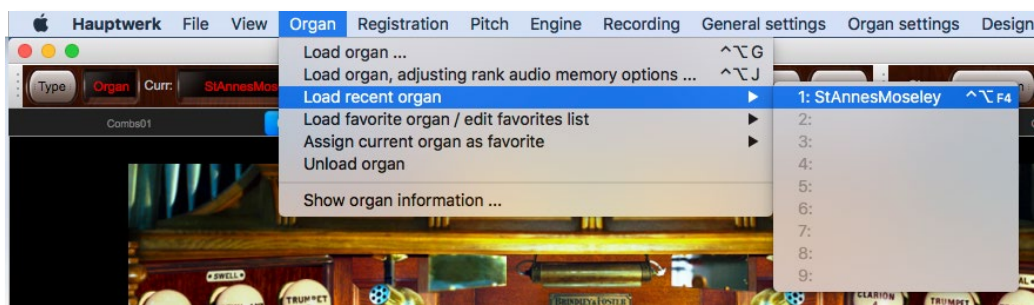 Hauptwerk File View Organ Registration Pitch Engine Recording General settings Organ settings Design
Type Organ Curr: StAnnesMos
Combs01
Load organ ... ^⌥G
Load organ, adjusting rank audio memory options ... ^⌥J
Load recent organ ▶
Load favorite organ / edit favorites list ▶
Assign current organ as favorite ▶
Unload organ
Show organ information ...
1: StAnnesMoseley ^⌥F4
2:
3:
4:
5:
6:
7:
8:
9:
•SWELL•
TRUMPET
BRINDLEY & FOSTER
CLARION
TRUMPET